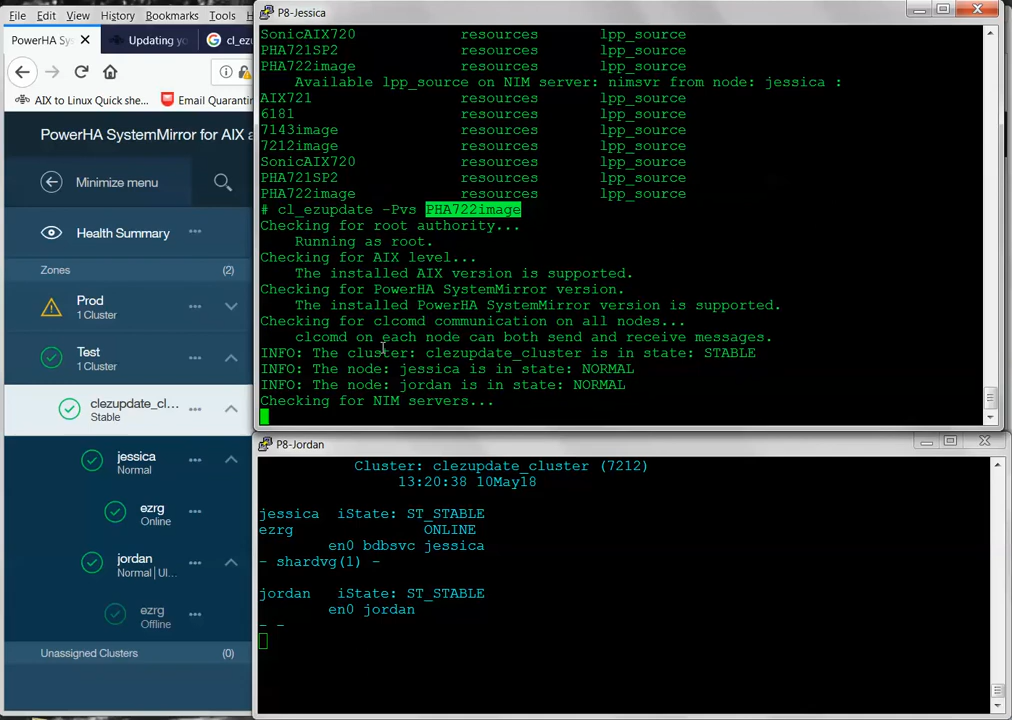 File Edit View History Bookmarks Tools
PowerHA Sy
Updating yo
cl_ezu
AIX to Linux Quick she...
Email Quarantin
PowerHA SystemMirror for AIX a
Minimize menu
Health Summary
Zones (2)
Prod
1 Cluster
Test
1 Cluster
clezupdate_cl...
Stable
jessica
Normal
ezrg
Online
jordan
Normal | Ul...
ezrg
Offline
Unassigned Clusters (0)
P8-Jessica
SonicAIX720 resources lpp_source
PHA721SP2 resources lpp_source
PHA722image resources lpp_source
Available lpp_source on NIM server: nimsvr from node: jessica :
AIX721 resources lpp_source
6181 resources lpp_source
7143image resources lpp_source
7212image resources lpp_source
SonicAIX720 resources lpp_source
PHA721SP2 resources lpp_source
PHA722image resources lpp_source
# cl_ezupdate -Pvs PHA722image
Checking for root authority...
Running as root.
Checking for AIX level...
The installed AIX version is supported.
Checking for PowerHA SystemMirror version.
The installed PowerHA SystemMirror version is supported.
Checking for clcomd communication on all nodes...
clcomd on each node can both send and receive messages.
INFO: The cluster: clezupdate_cluster is in state: STABLE
INFO: The node: jessica is in state: NORMAL
INFO: The node: jordan is in state: NORMAL
Checking for NIM servers...
P8-Jordan
Cluster: clezupdate_cluster (7212)
13:20:38 10May18
jessica iState: ST_STABLE
ezrg ONLINE
en0 bdbsvc jessica
- shardvg(1) -
jordan iState: ST_STABLE
en0 jordan
- -